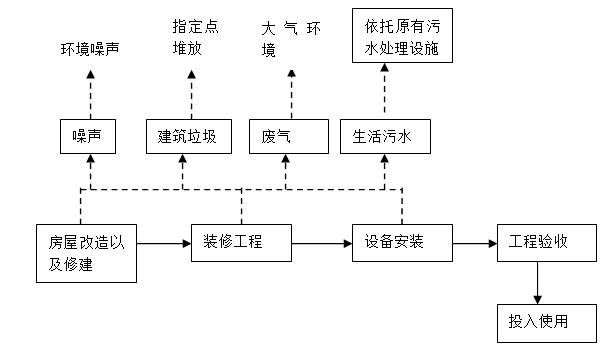 环境噪声
指定点
堆放
大气环
境
依托原有污
水处理设施
噪声
建筑垃圾
废气
生活污水
房屋改造以
及修建
装修工程
设备安装
工程验收
投入使用